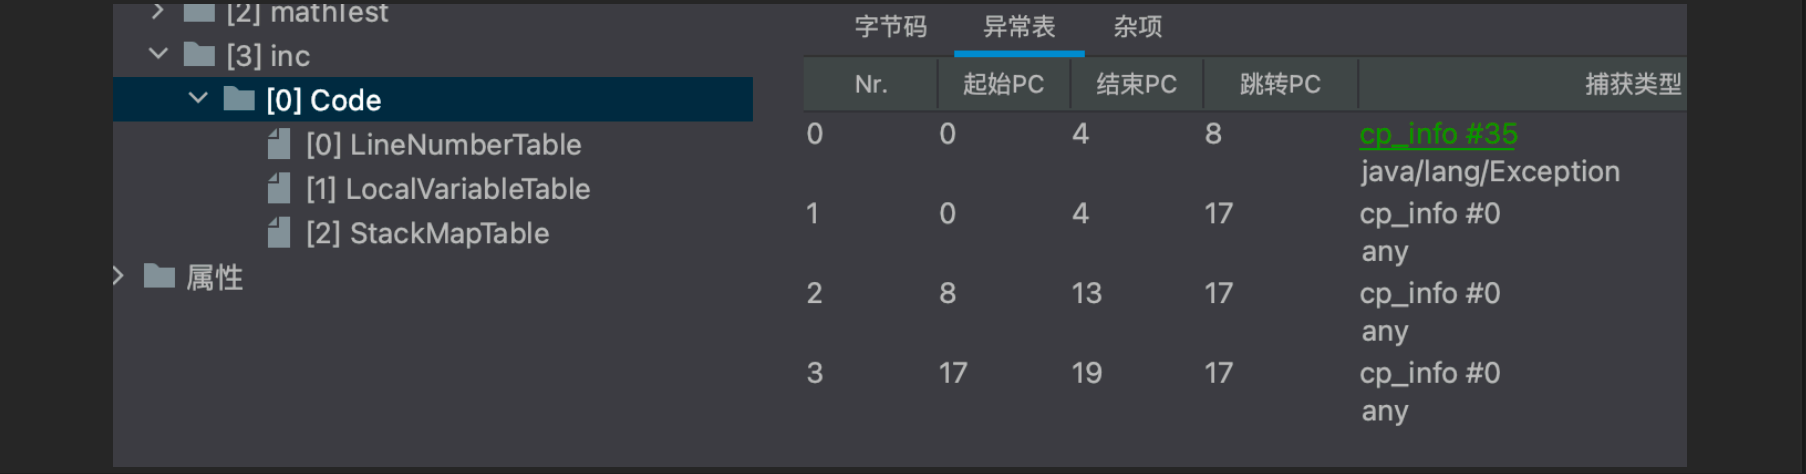 [2] mathTest
[3] inc
[0] Code
[0] LineNumberTable
[1] LocalVariableTable
[2] StackMapTable
属性
字节码 异常表 杂项
Nr. 起始PC 结束PC 跳转PC 捕获类型
0 0 4 8 cp_info #35
java/lang/Exception
1 0 4 17 cp_info #0
any
2 8 13 17 cp_info #0
any
3 17 19 17 cp_info #0
any